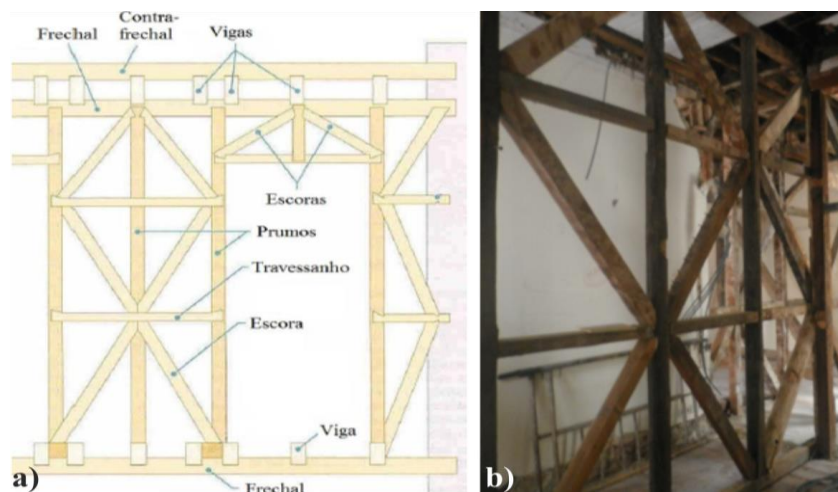 Contra-
frechal
Frechal
Vigas
Escoras
Prumos
Travessanho
Escora
Viga
Frechal
a)
b)